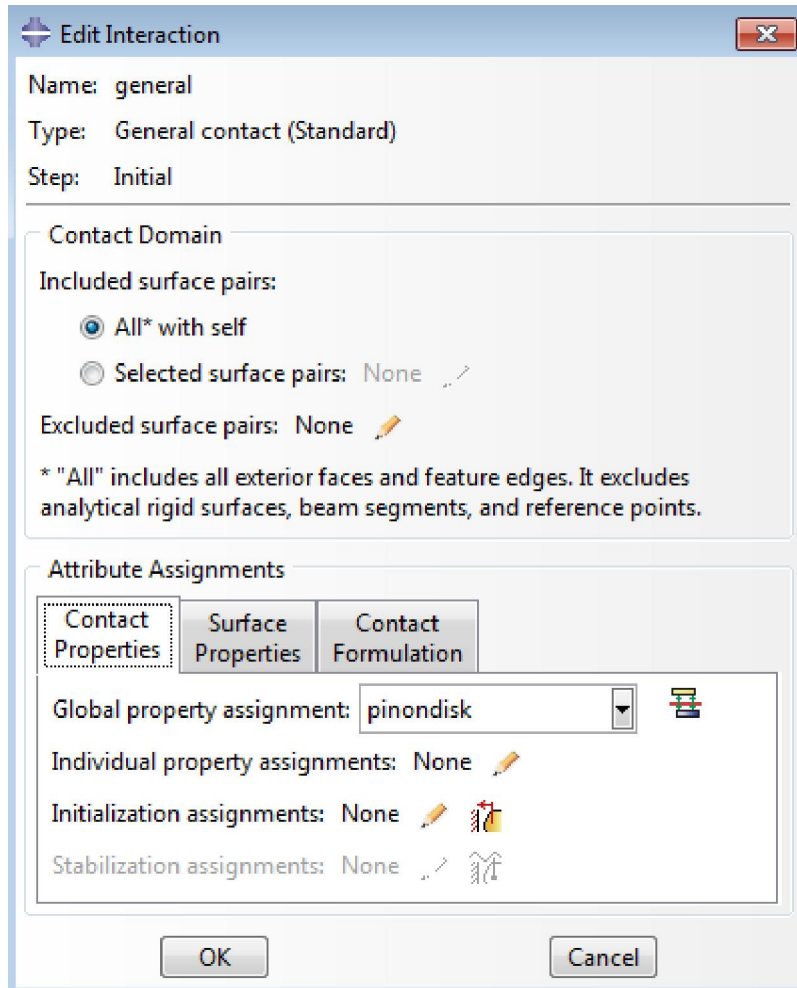 Edit Interaction
Name: general
Type: General contact (Standard)
Step: Initial
Contact Domain
Included surface pairs:
All* with self
Selected surface pairs: None
Excluded surface pairs: None
* "All" includes all exterior faces and feature edges. It excludes
analytical rigid surfaces, beam segments, and reference points.
Attribute Assignments
Contact Properties
Surface Properties
Contact Formulation
Global property assignment: pinondisk
Individual property assignments: None
Initialization assignments: None
Stabilization assignments: None
OK
Cancel